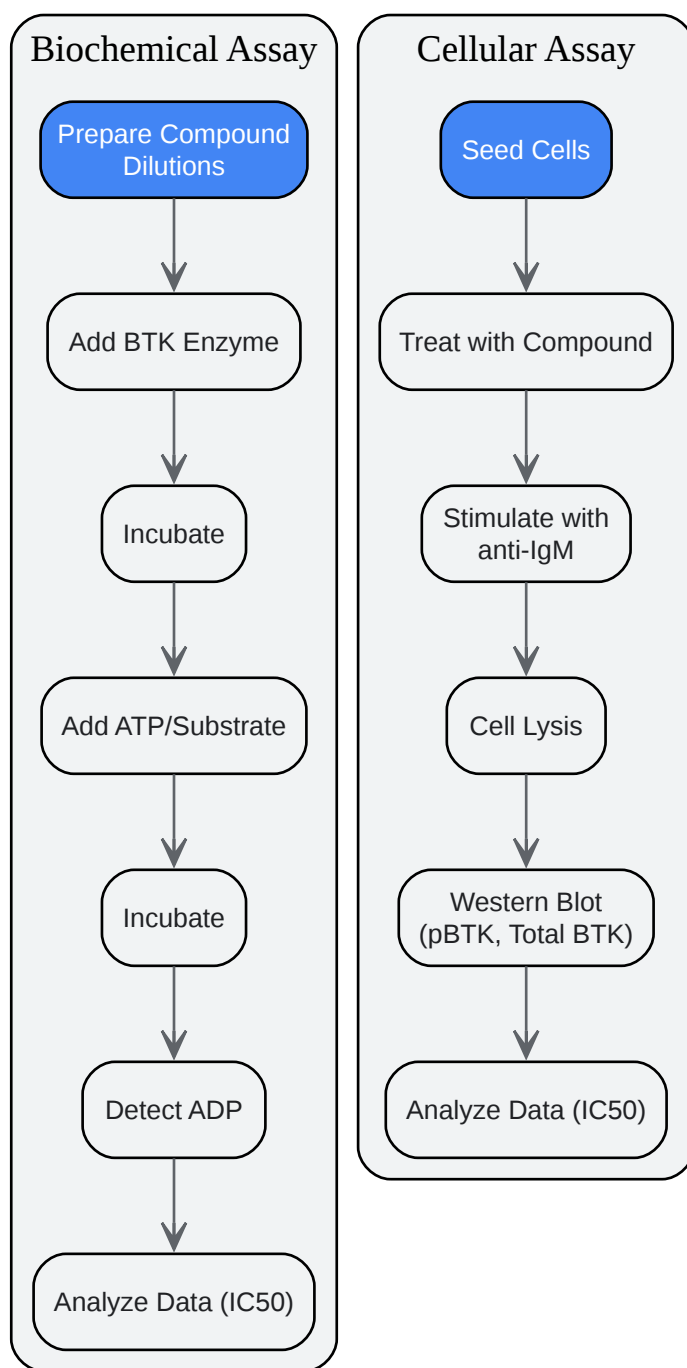 Biochemical Assay
Prepare Compound
Dilutions
Add BTK Enzyme
Incubate
Add ATP/Substrate
Incubate
Detect ADP
Analyze Data (IC50)
Cellular Assay
Seed Cells
Treat with Compound
Stimulate with
anti-IgM
Cell Lysis
Western Blot
(pBTK, Total BTK)
Analyze Data (IC50)